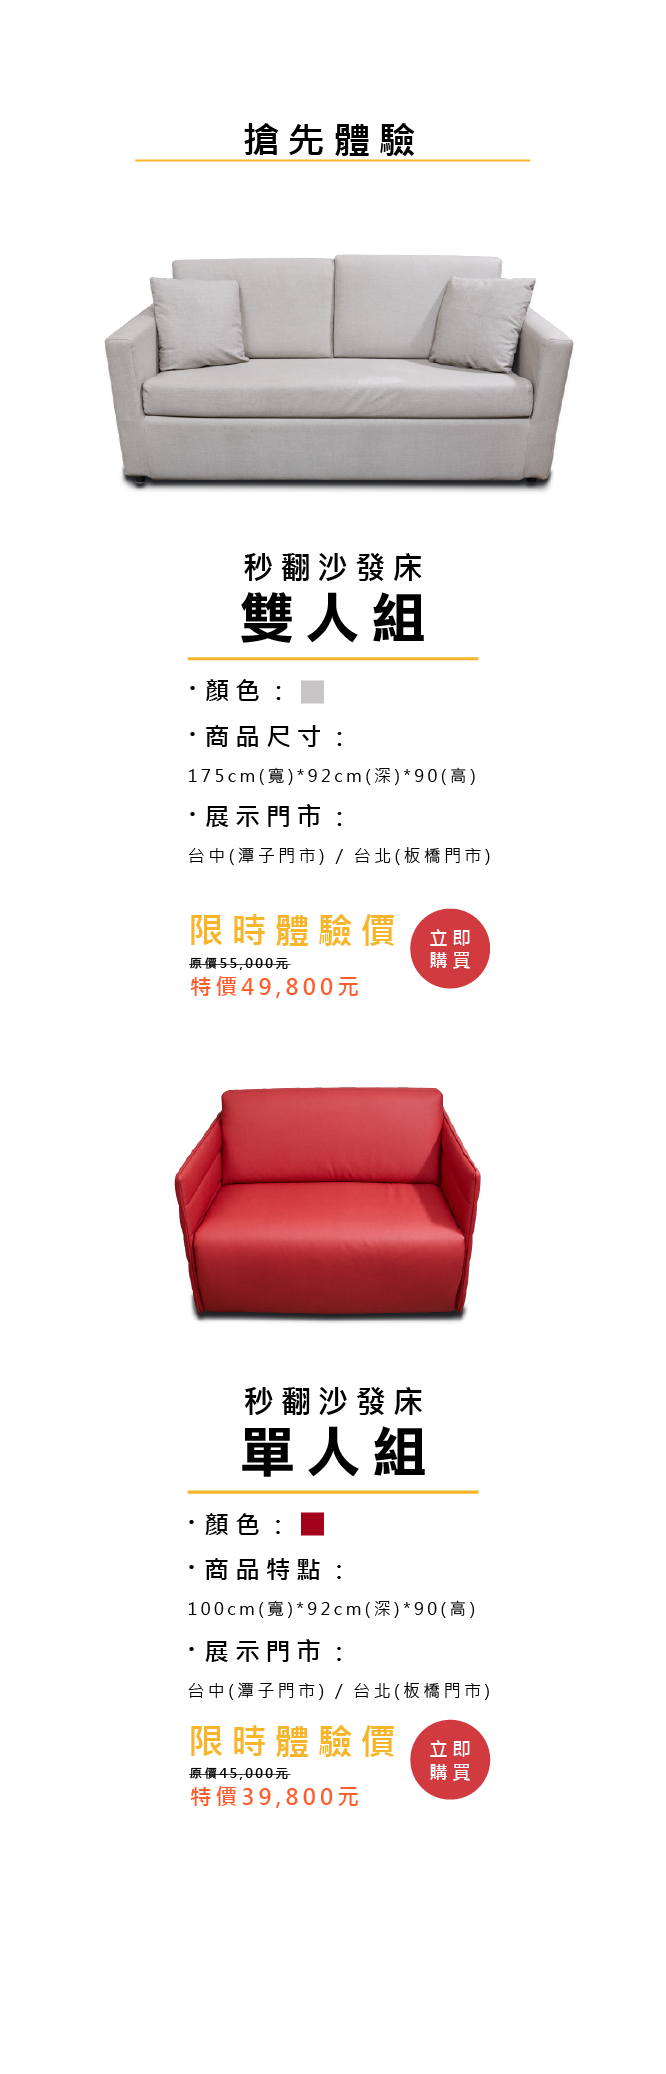 搶先體驗
秒翻沙發床
雙人組
·顏色：
·商品尺寸：
175cm(寬)*92cm(深)*90(高)
·展示門市：
台中(潭子門市) / 台北(板橋門市)
限時體驗價
原價55,000元
特價49,800元
立即
購買
秒翻沙發床
單人組
·顏色：
·商品特點：
100cm(寬)*92cm(深)*90(高)
·展示門市：
台中(潭子門市) / 台北(板橋門市)
限時體驗價
原價45,000元
特價39,800元
立即
購買